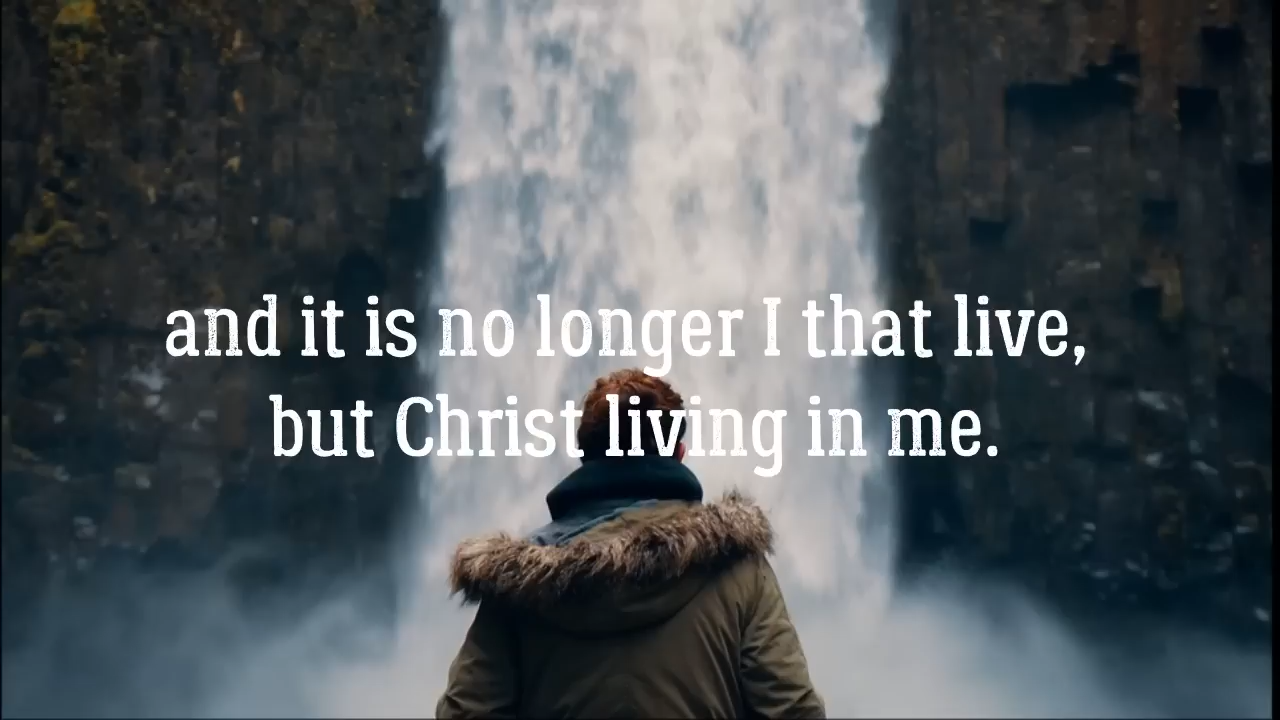 and it is no longer I that live,
but Christ living in me.